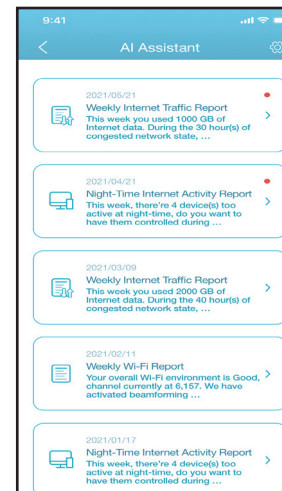 9:41
AI Assistant
2021/05/21
Weekly Internet Traffic Report
This week you used 1000 GB of
Internet data. During the 30 hour(s) of
congested network state, ...
2021/04/21
Night-Time Internet Activity Report
This week, there're 4 device(s) too
active at night-time, do you want to
have them controlled during ...
2021/03/09
Weekly Internet Traffic Report
This week you used 2000 GB of
Internet data. During the 40 hour(s) of
congested network state, ...
2021/02/11
Weekly Wi-Fi Report
Your overall Wi-Fi environment is Good,
channel currently at 6,157. We have
activated beamforming ...
2021/01/17
Night-Time Internet Activity Report
This week, there're 4 device(s) too
active at night-time, do you want to
have them controlled during ...